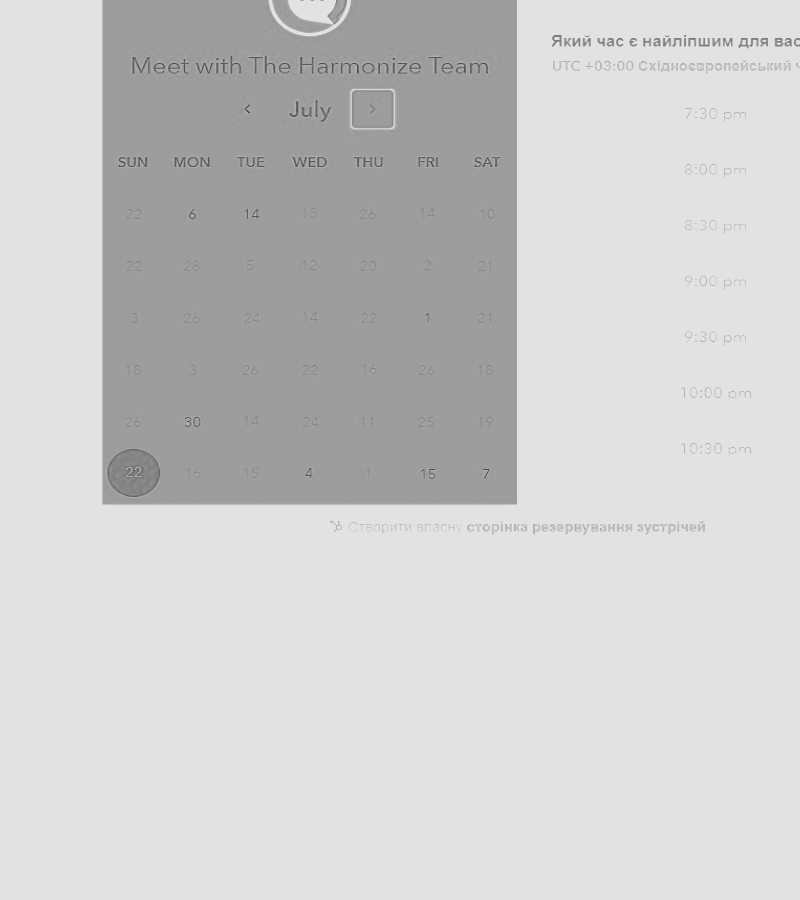 Meet with The Harmonize Team
July
SUN MON TUE WED THU FRI SAT
22 6 14 13 26 14 10
22 28 5 12 20 2 21
3 26 24 14 22 1 21
18 3 26 22 16 26 18
26 30 14 24 11 25 19
22 16 15 4 1 15 7
Який час є найліпшим для вас
UTC +03:00 Східноєвропейський ч
7:30 pm
8:00 pm
8:30 pm
9:00 pm
9:30 pm
10:00 pm
10:30 pm
Створити власну сторінка резервування зустрічей